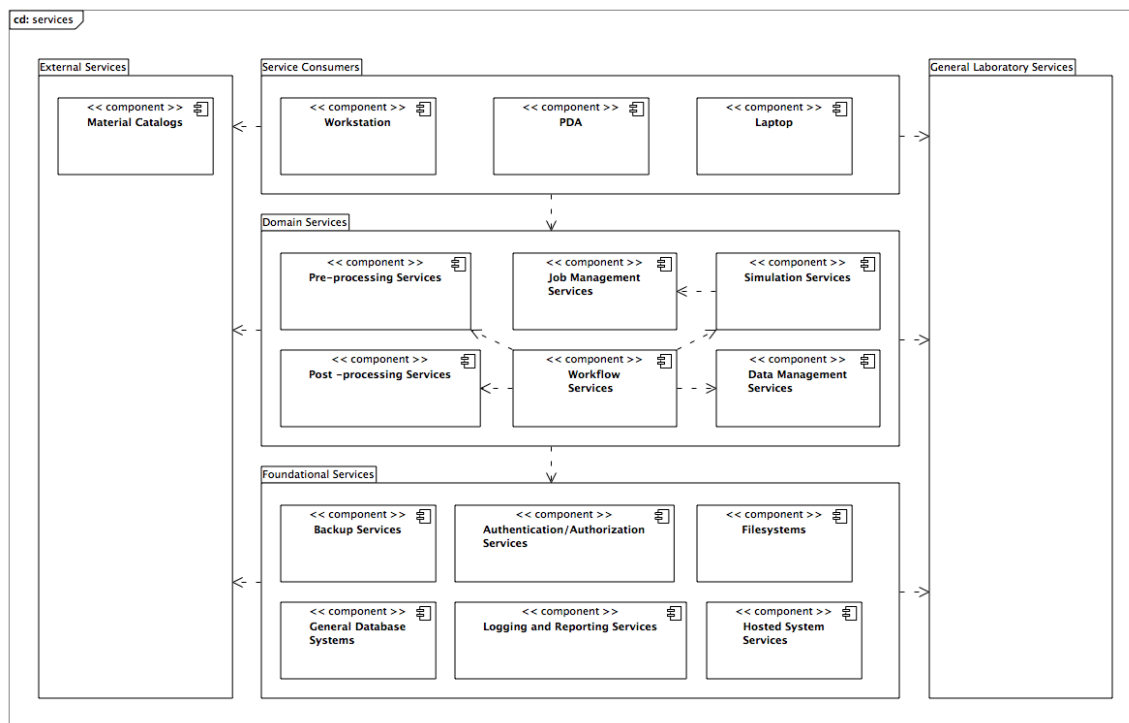 cd: services
External Services
Service Consumers
General Laboratory Services
<< component >>
Material Catalogs
<< component >>
Workstation
<< component >>
PDA
<< component >>
Laptop
Domain Services
<< component >>
Pre-processing Services
<< component >>
Job Management
Services
<< component >>
Simulation Services
<< component >>
Post -processing Services
<< component >>
Workflow
Services
<< component >>
Data Management
Services
Foundational Services
<< component >>
Backup Services
<< component >>
Authentication/Authorization
Services
<< component >>
Filesystems
<< component >>
General Database
Systems
<< component >>
Logging and Reporting Services
<< component >>
Hosted System
Services